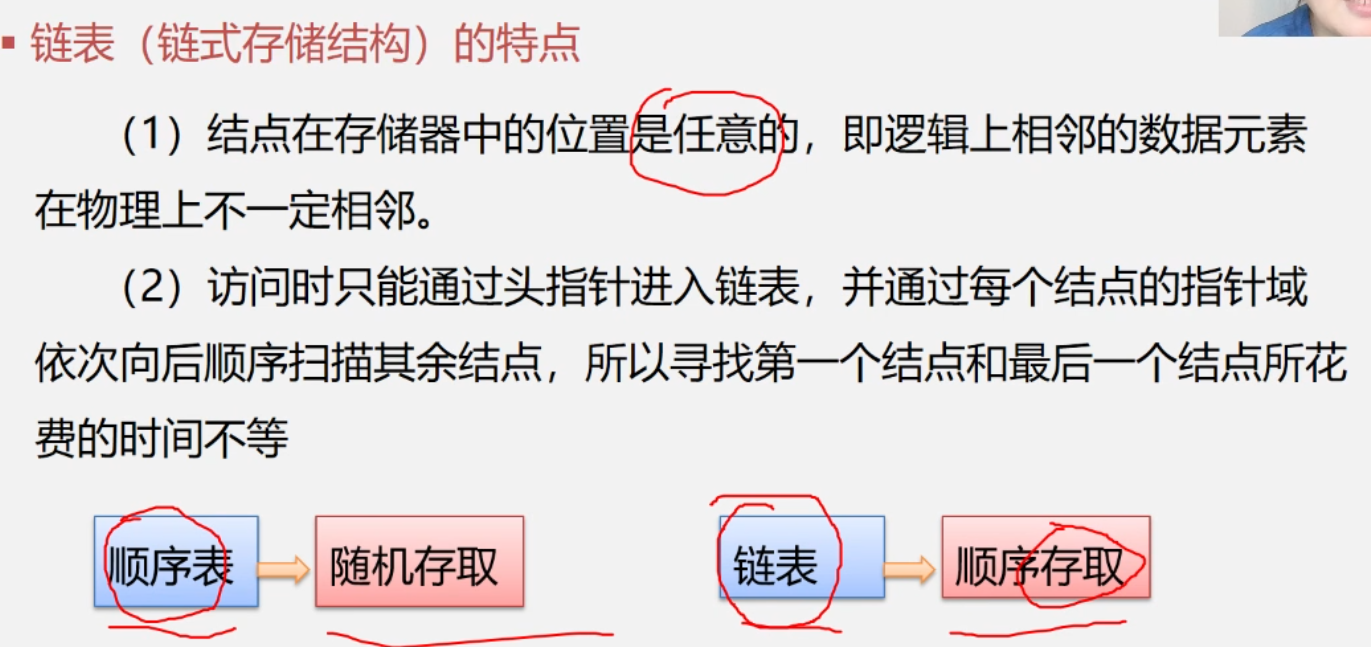 链表（链式存储结构）的特点
（1）结点在存储器中的位置是任意的，即逻辑上相邻的数据元素
在物理上不一定相邻。
（2）访问时只能通过头指针进入链表，并通过每个结点的指针域
依次向后顺序扫描其余结点，所以寻找第一个结点和最后一个结点所花
费的时间不等
顺序表
随机存取
链表
顺序存取